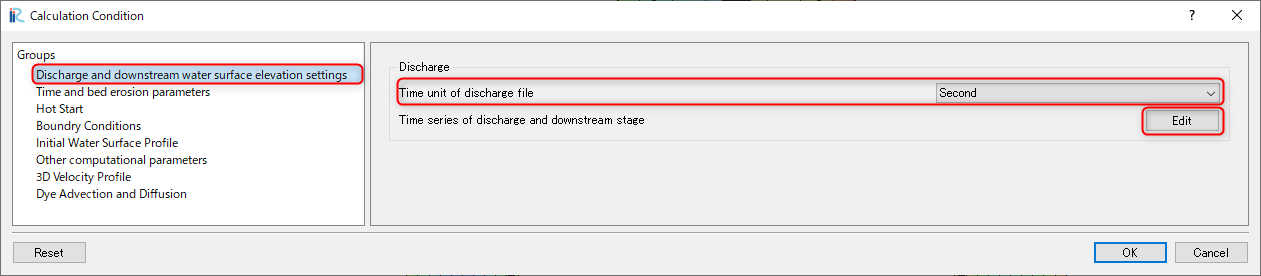 Calculation Condition
Groups
Discharge and downstream water surface elevation settings
Time and bed erosion parameters
Hot Start
Boundry Conditions
Initial Water Surface Profile
Other computational parameters
3D Velocity Profile
Dye Advection and Diffusion
Discharge
Time unit of discharge file Second
Time series of discharge and downstream stage Edit
Reset OK Cancel